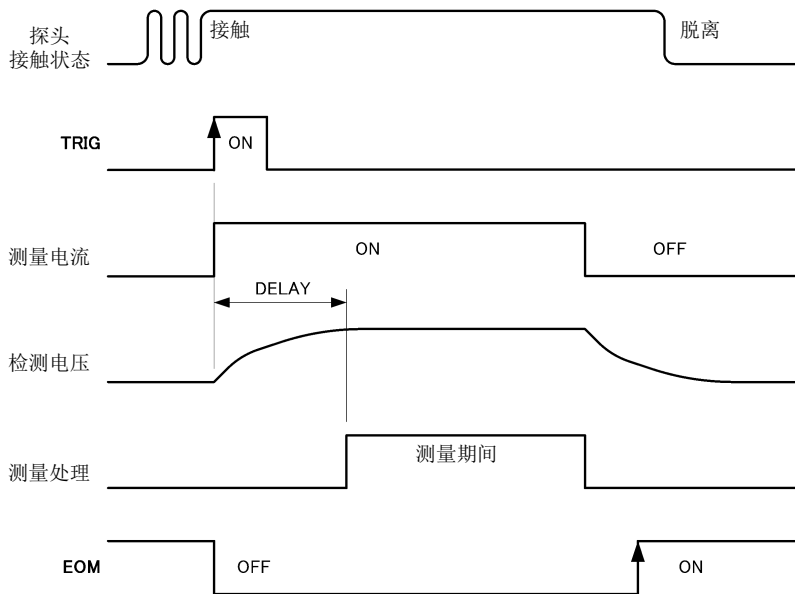 探头
接触状态
接触
脱离
TRIG
ON
测量电流
ON
OFF
DELAY
检测电压
测量处理
测量期间
EOM
OFF
ON